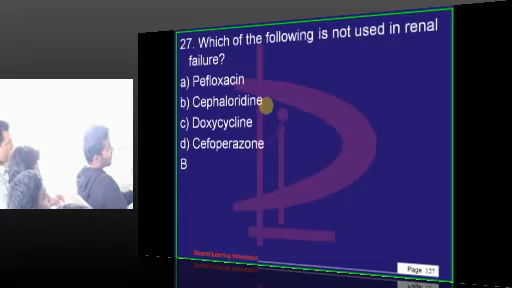 27. Which of the following is not used in renal
failure?
a) Pefloxacin
b) Cephaloridine
c) Doxycycline
d) Cefoperazone
B
Page 127